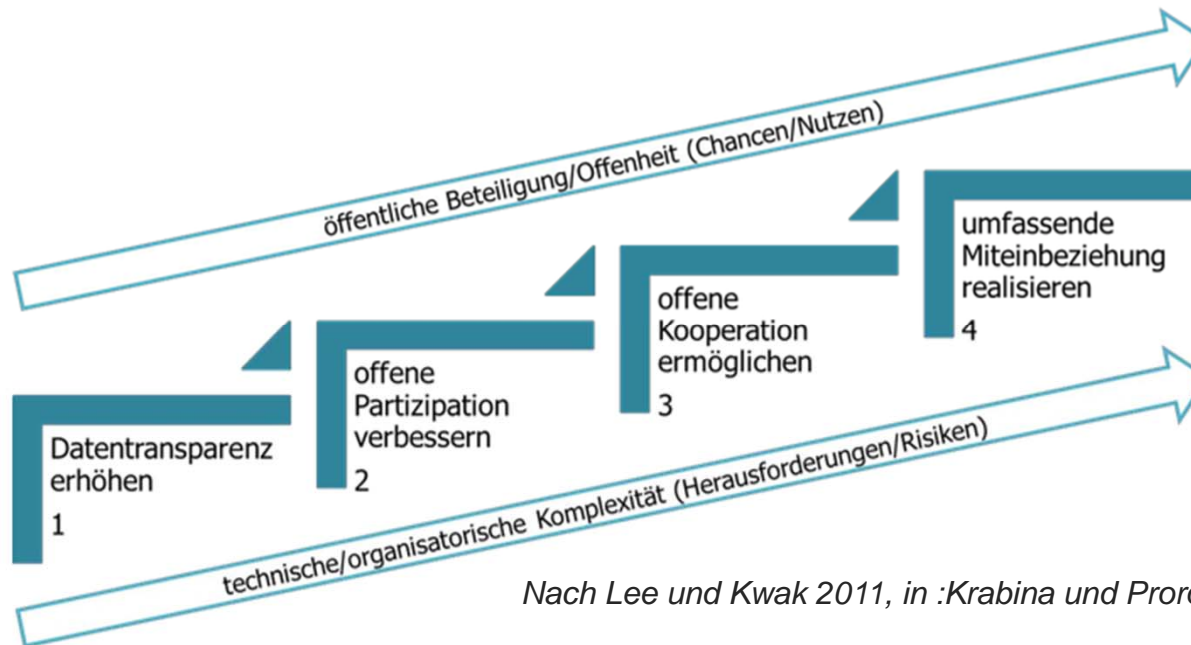 öffentliche Beteiligung/Offenheit (Chancen/Nutzen)
Datentransparenz
erhöhen
1
offene
Partizipation
verbessern
2
offene
Kooperation
ermöglichen
3
umfassende
Miteinbeziehung
realisieren
4
technische/organisatorische Komplexität (Herausforderungen/Risiken)
Nach Lee und Kwak 2011, in :Krabina und